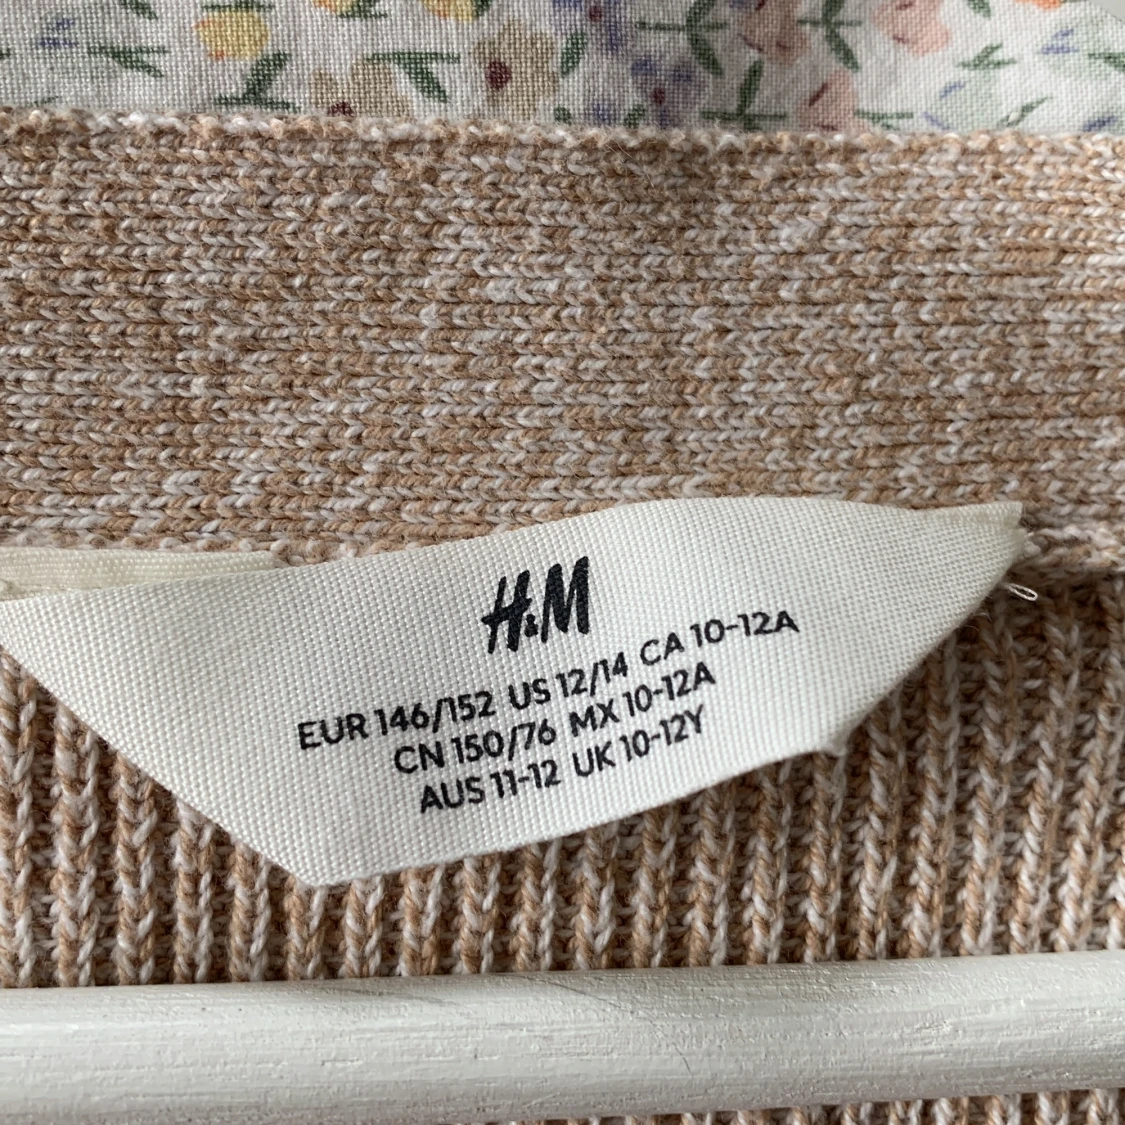 H&M
EUR 146/152 US 12/14 CA 10-12A
CN 150/76 MX 10-12A
AUS 11-12 UK 10-12Y